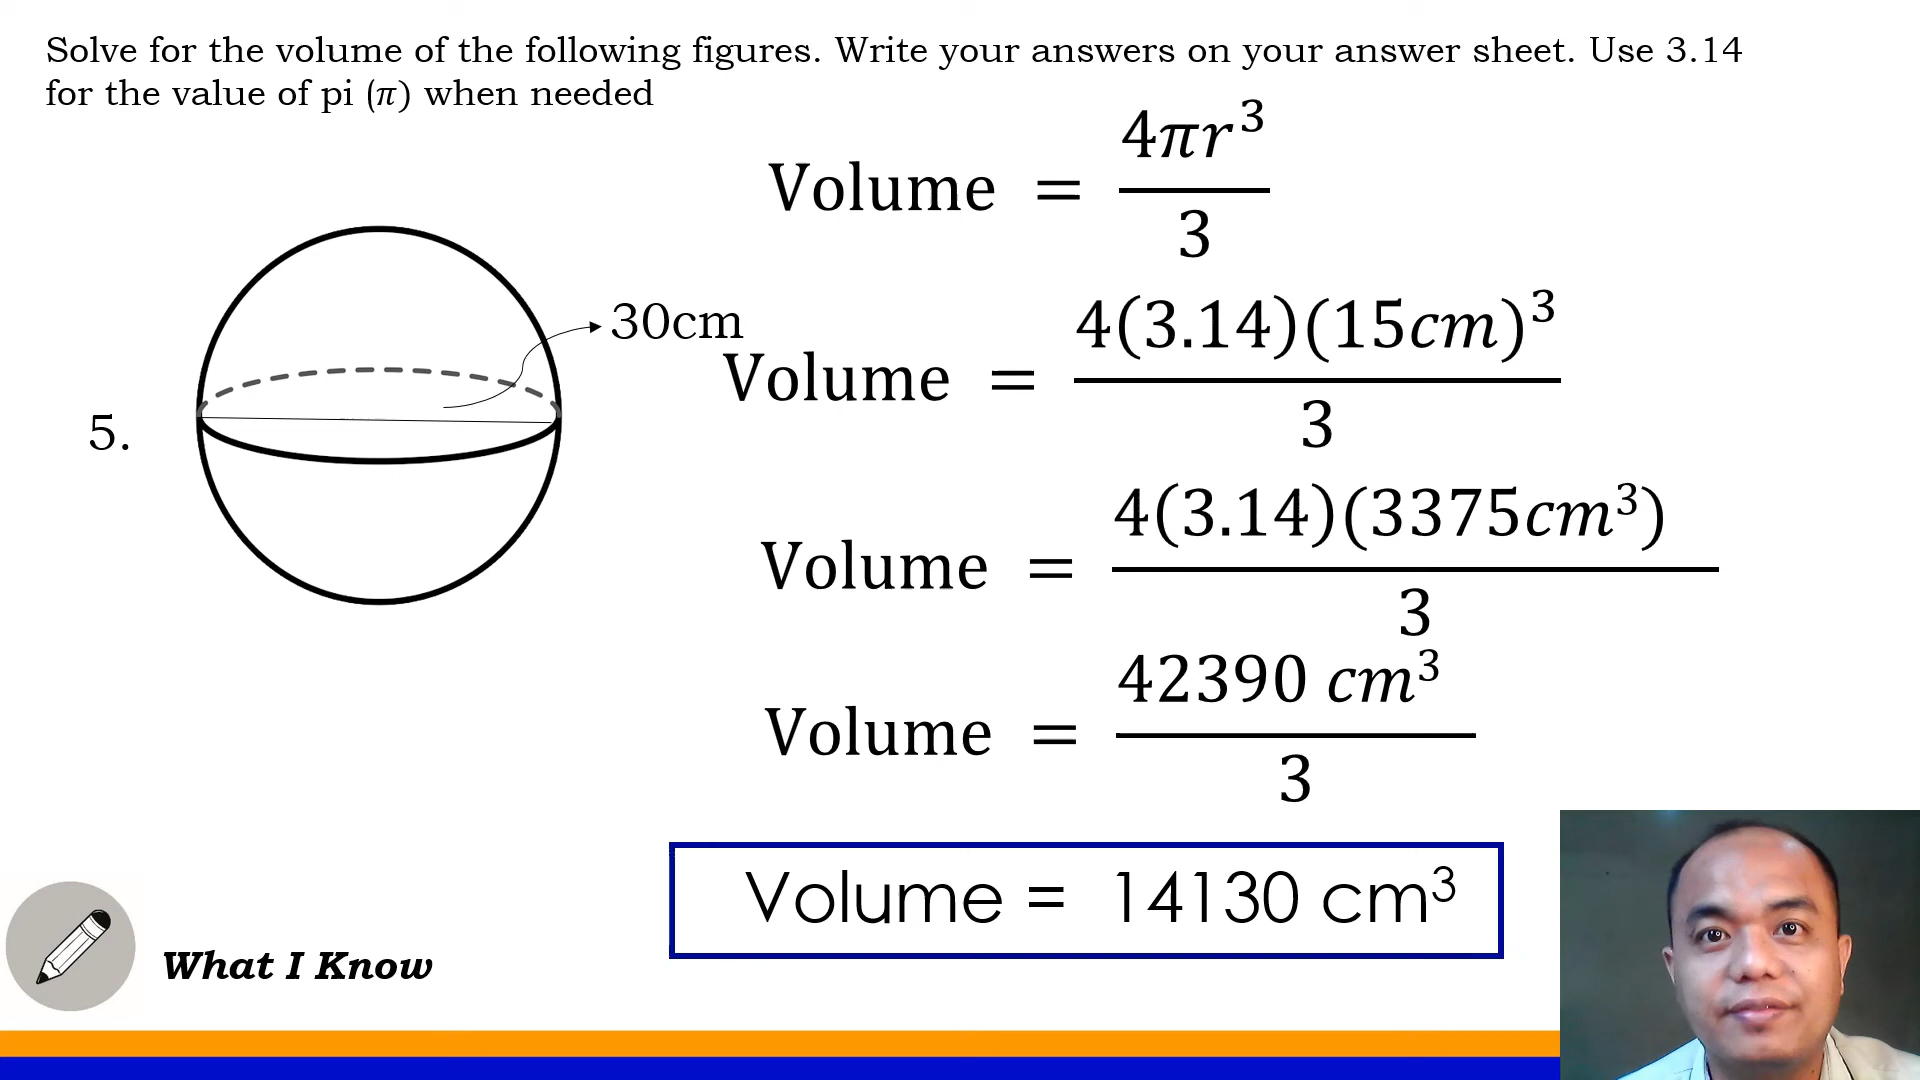 Solve for the volume of the following figures. Write your answers on your answer sheet. Use 3.14
for the value of pi (π) when needed
Volume = 4πr³
3
30cm
Volume = 4(3.14)(15cm)³
3
5.
Volume = 4(3.14)(3375cm³)
3
Volume = 42390 cm³
3
Volume = 14130 cm³
What I Know